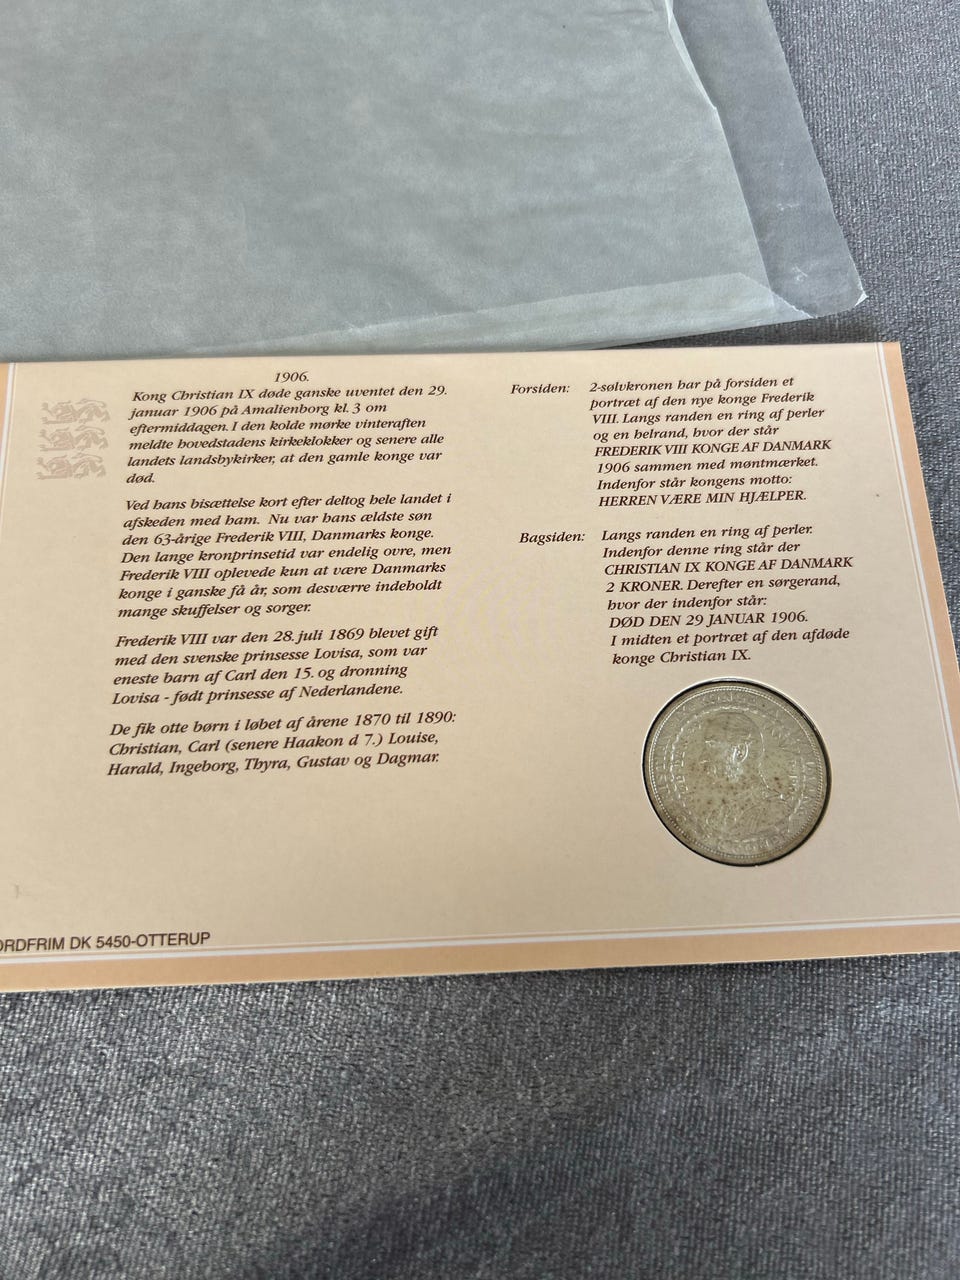 1906.
Kong Christian IX døde ganske uventet den 29.
januar 1906 på Amalienborg kl. 3 om
eftermiddagen. I den kolde mørke vinteraften
meldte hovedstadens kirkeklokker og senere alle
landets landsbykirker, at den gamle konge var
død.
Ved hans bisættelse kort efter deltog hele landet i
afskeden med ham. Nu var hans ældste søn
den 63-årige Frederik VIII, Danmarks konge.
Den lange kronprinsetid var endelig ovre, men
Frederik VIII oplevede kun at være Danmarks
konge i ganske få år, som desværre indeholdt
mange skuffelser og sorger.
Frederik VIII var den 28. juli 1869 blevet gift
med den svenske prinsesse Lovisa, som var
eneste barn af Carl den 15. og dronning
Lovisa - født prinsesse af Nederlandene.
De fik otte børn i løbet af årene 1870 til 1890:
Christian, Carl (senere Haakon d 7.) Louise,
Harald, Ingeborg, Thyra, Gustav og Dagmar.
Forsiden: 2-sølvkronen har på forsiden et
portræt af den nye konge Frederik
VIII. Langs randen en ring af perler
og en helrand, hvor der står
FREDERIK VIII KONGE AF DANMARK
1906 sammen med møntmærket.
Indenfor står kongens motto:
HERREN VÆRE MIN HJÆLPER.
Bagsiden: Langs randen en ring af perler.
Indenfor denne ring står der
CHRISTIAN IX KONGE AF DANMARK
2 KRONER. Derefter en sørgerand,
hvor der indenfor står:
DØD DEN 29 JANUAR 1906.
I midten et portræt af den afdøde
konge Christian IX.
ORDFRIM DK 5450-OTTERUP